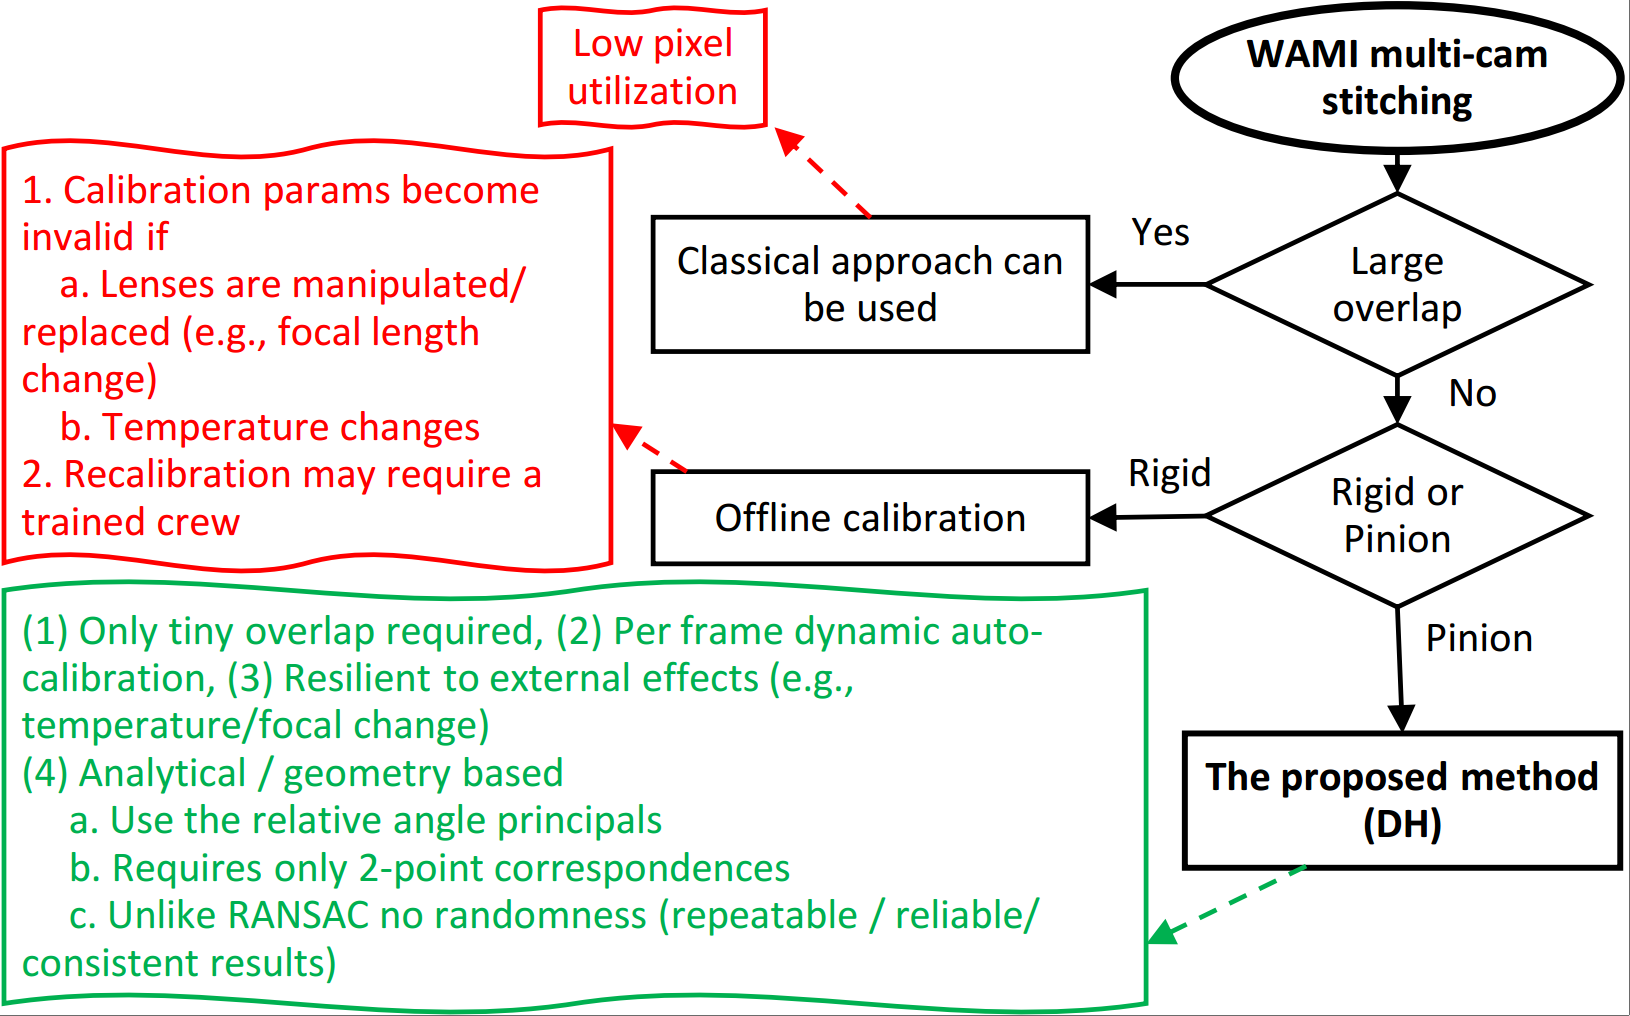 WAMI multi-cam
stitching
Large
overlap
Yes
Classical approach can
be used
Low pixel
utilization
No
Rigid or
Pinion
Rigid
Offline calibration
1. Calibration params become
invalid if
a. Lenses are manipulated/
replaced (e.g., focal length
change)
b. Temperature changes
2. Recalibration may require a
trained crew
Pinion
The proposed method
(DH)
(1) Only tiny overlap required, (2) Per frame dynamic auto-
calibration, (3) Resilient to external effects (e.g.,
temperature/focal change)
(4) Analytical / geometry based
a. Use the relative angle principals
b. Requires only 2-point correspondences
c. Unlike RANSAC no randomness (repeatable / reliable/
consistent results)